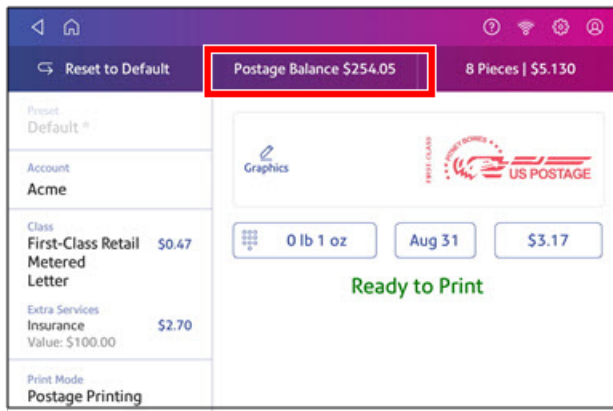 Reset to Default
Postage Balance $254.05
8 Pieces | $5.130
Preset
Default *
Account
Acme
Class
First-Class Retail $0.47
Metered
Letter
Extra Services
Insurance $2.70
Value: $100.00
Print Mode
Postage Printing
Graphics
FIRST-CLASS
PITNEY BOWES
US POSTAGE
0 lb 1 oz
Aug 31
$3.17
Ready to Print